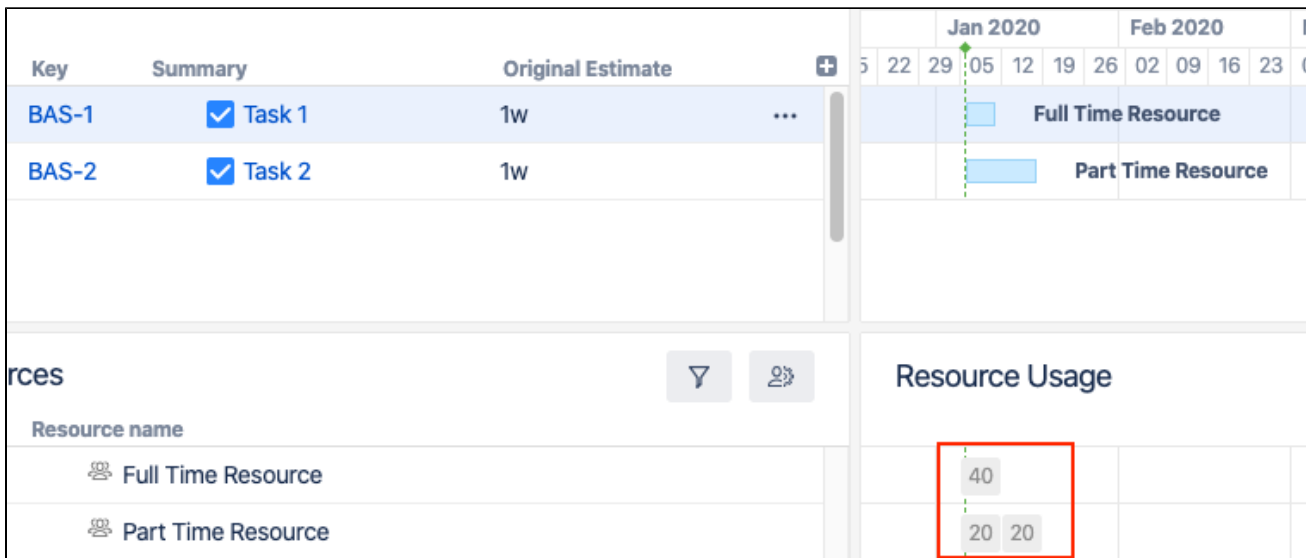 Jan 2020 Feb 2020
Key Summary Original Estimate 22 29 05 12 19 26 02 09 16 23
BAS-1 Task 1 1w ••• Full Time Resource
BAS-2 Task 2 1w Part Time Resource
rces Resource Usage
Resource name
Full Time Resource 40
Part Time Resource 20 20